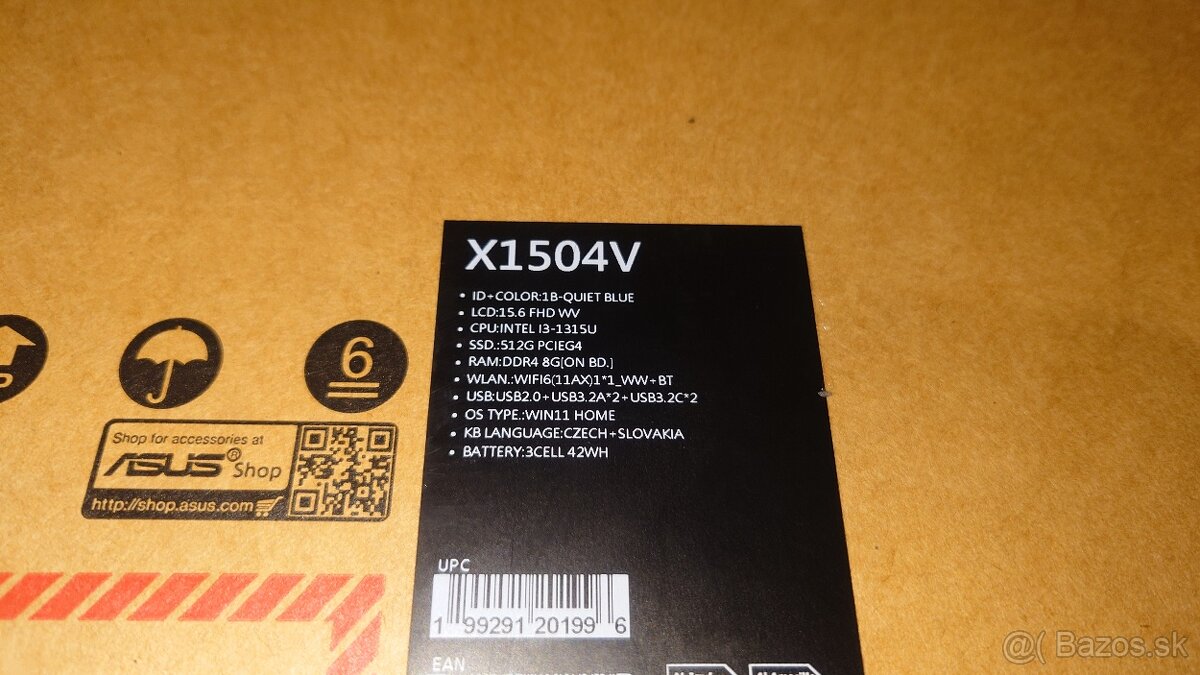 X1504V
• ID+COLOR:1B-QUIET BLUE
• LCD:15.6 FHD WV
• CPU:INTEL I3-1315U
• SSD.:512G PCIEG4
• RAM:DDR4 8G[ON BD.]
• WLAN.:WIFI6(11AX)1*1_WW+BT
• USB:USB2.0+USB3.2A*2+USB3.2C*2
• OS TYPE.:WIN11 HOME
• KB LANGUAGE:CZECH+SLOVAKIA
• BATTERY:3CELL 42WH
6
Shop for accessories at
ASUS® Shop
http://shop.asus.com
UPC
1 99291 20199 6
EAN
@( Bazos.sk